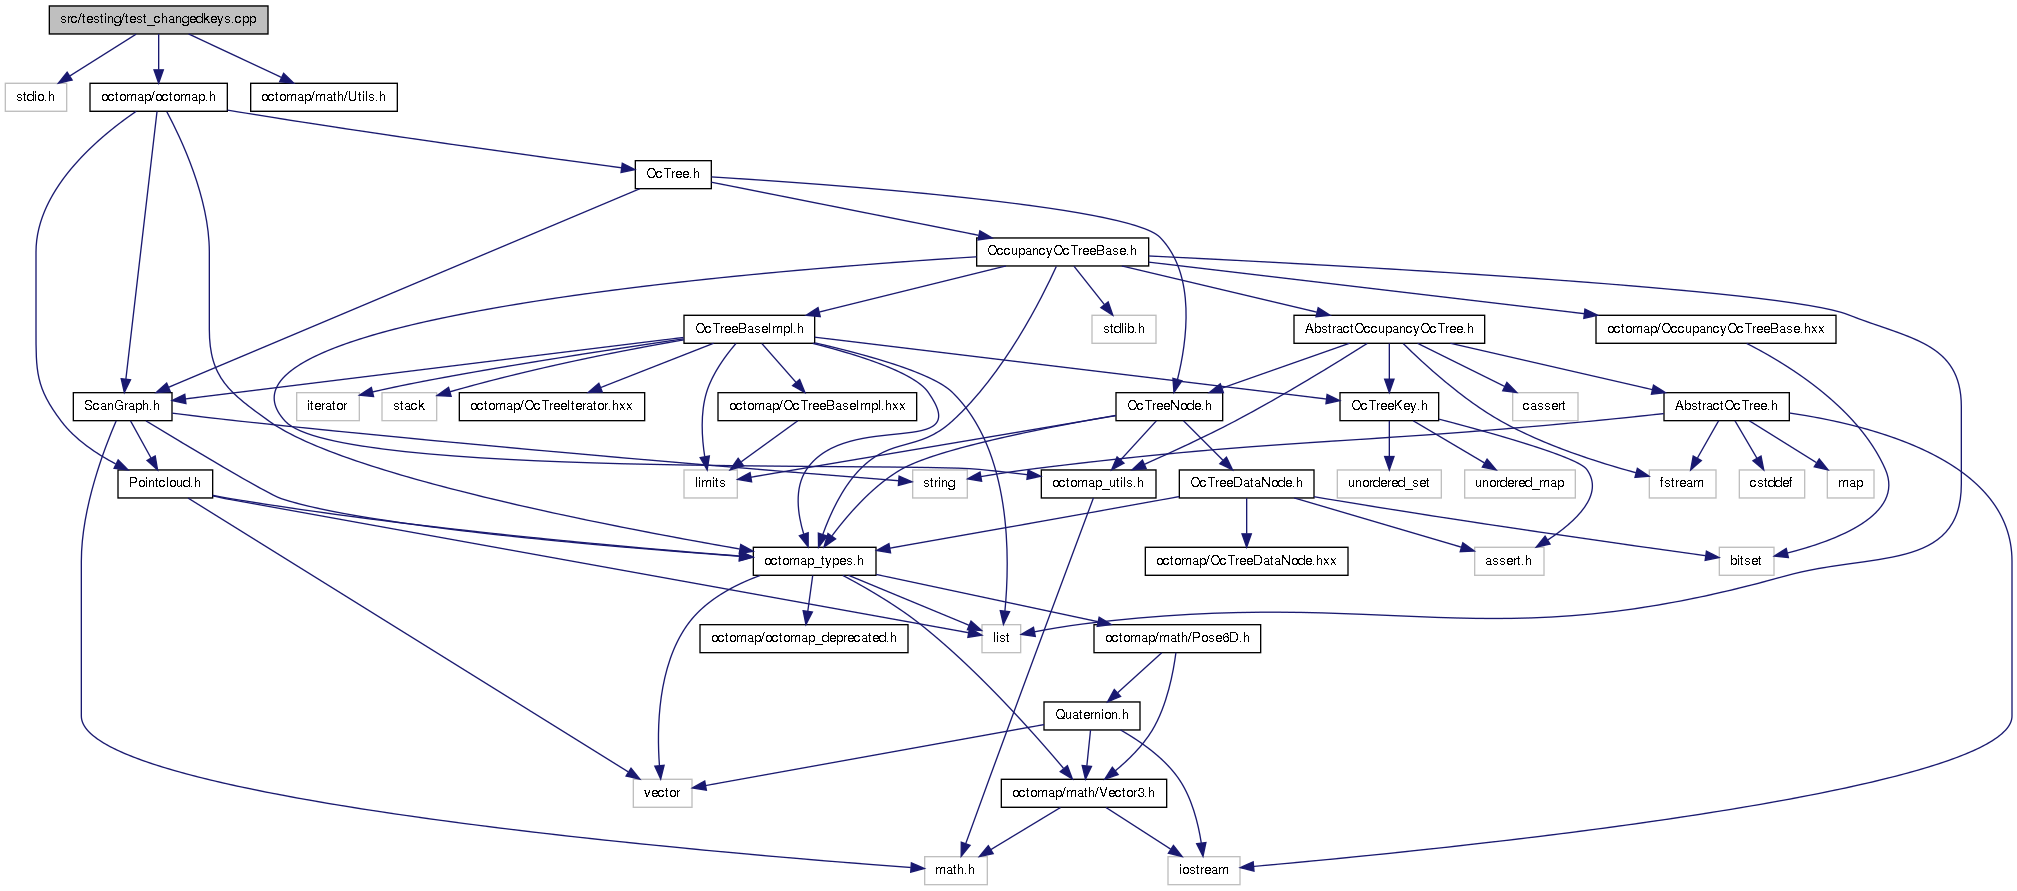 src/testing/test_changedkeys.cpp
stdio.h
octomap/octomap.h
octomap/math/Utils.h
OcTree.h
OccupancyOcTreeBase.h
OcTreeBaseImpl.h
stdlib.h
AbstractOccupancyOcTree.h
octomap/OccupancyOcTreeBase.hxx
ScanGraph.h
iterator
stack
octomap/OcTreeIterator.hxx
octomap/OcTreeBaseImpl.hxx
OcTreeNode.h
OcTreeKey.h
cassert
AbstractOcTree.h
Pointcloud.h
limits
string
octomap_utils.h
OcTreeDataNode.h
unordered_set
unordered_map
fstream
cstddef
map
octomap_types.h
octomap/OcTreeDataNode.hxx
assert.h
bitset
octomap/octomap_deprecated.h
list
octomap/math/Pose6D.h
Quaternion.h
vector
octomap/math/Vector3.h
math.h
iostream